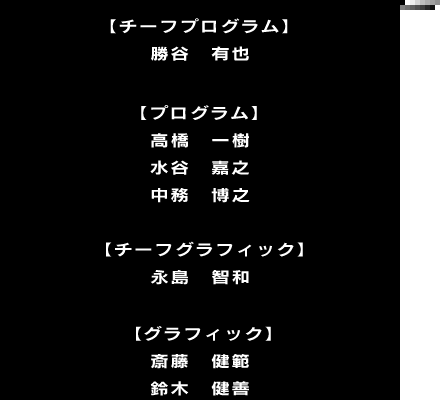 【チーフプログラム】
勝谷　有也
【プログラム】
高橋　一樹
水谷　嘉之
中務　博之
【チーフグラフィック】
永島　智和
【グラフィック】
斎藤　健範
鈴木　健善